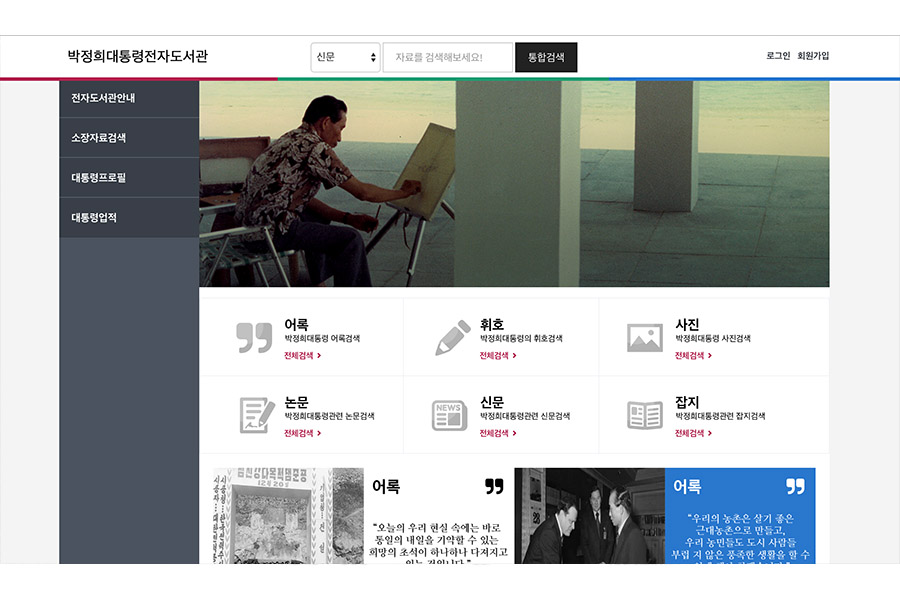 박정희대통령전자도서관
신문
자료를 검색해보세요!
통합검색
로그인 회원가입
전자도서관안내
소장자료검색
대통령프로필
대통령업적
어록
박정희대통령 어록검색
전체검색 >
휘호
박정희대통령의 휘호검색
전체검색 >
사진
박정희대통령 사진검색
전체검색 >
논문
박정희대통령관련 논문검색
전체검색 >
NEWS
신문
박정희대통령관련 신문검색
전체검색 >
잡지
박정희대통령관련 잡지검색
전체검색 >
어록
"오늘의 우리 현실 속에는 바로
통일의 내일을 기약할 수 있는
희망의 초석이 하나하나 다져지고
28
어록
"우리의 농촌은 살기 좋은
근대농촌으로 만들고,
우리 농민들도 도시 사람들
부럽 지 않은 풍족한 생활을 할 수